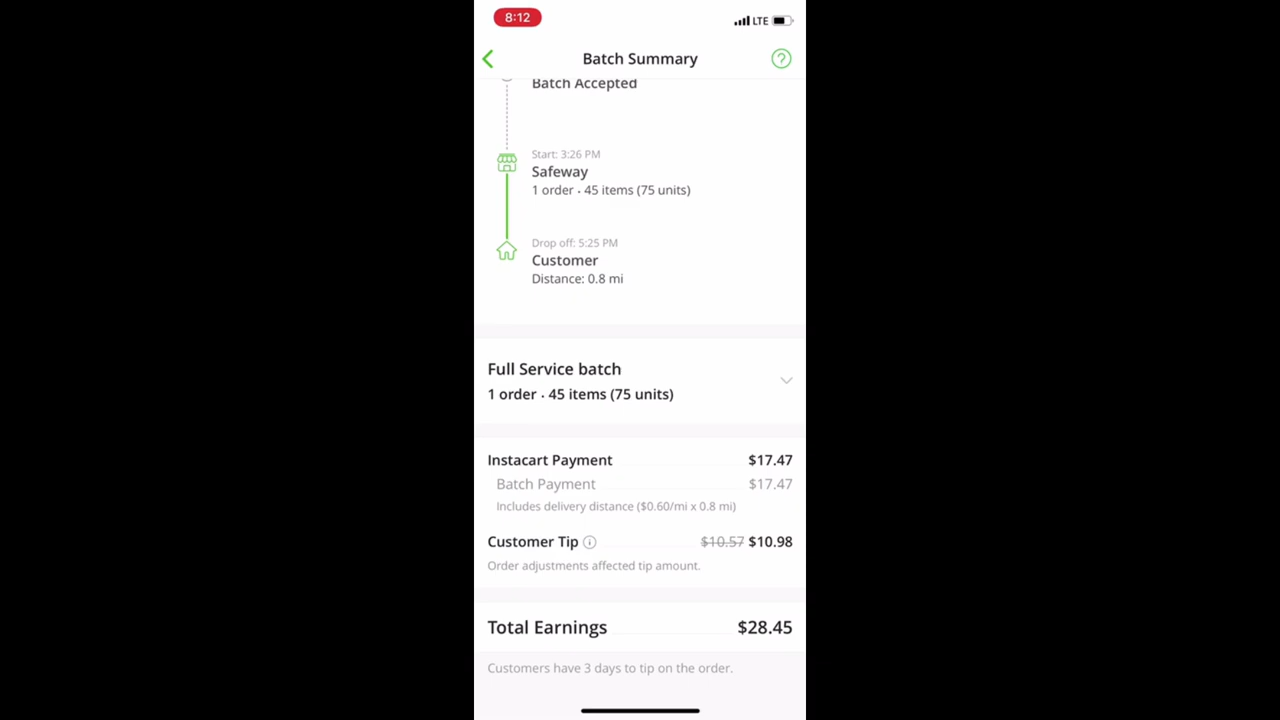 8:12
LTE
Batch Summary
?
Batch Accepted
Start: 3:26 PM
Safeway
1 order · 45 items (75 units)
Drop off: 5:25 PM
Customer
Distance: 0.8 mi
Full Service batch
1 order · 45 items (75 units)
Instacart Payment $17.47
Batch Payment $17.47
Includes delivery distance ($0.60/mi x 0.8 mi)
Customer Tip i $10.57 $10.98
Order adjustments affected tip amount.
Total Earnings $28.45
Customers have 3 days to tip on the order.